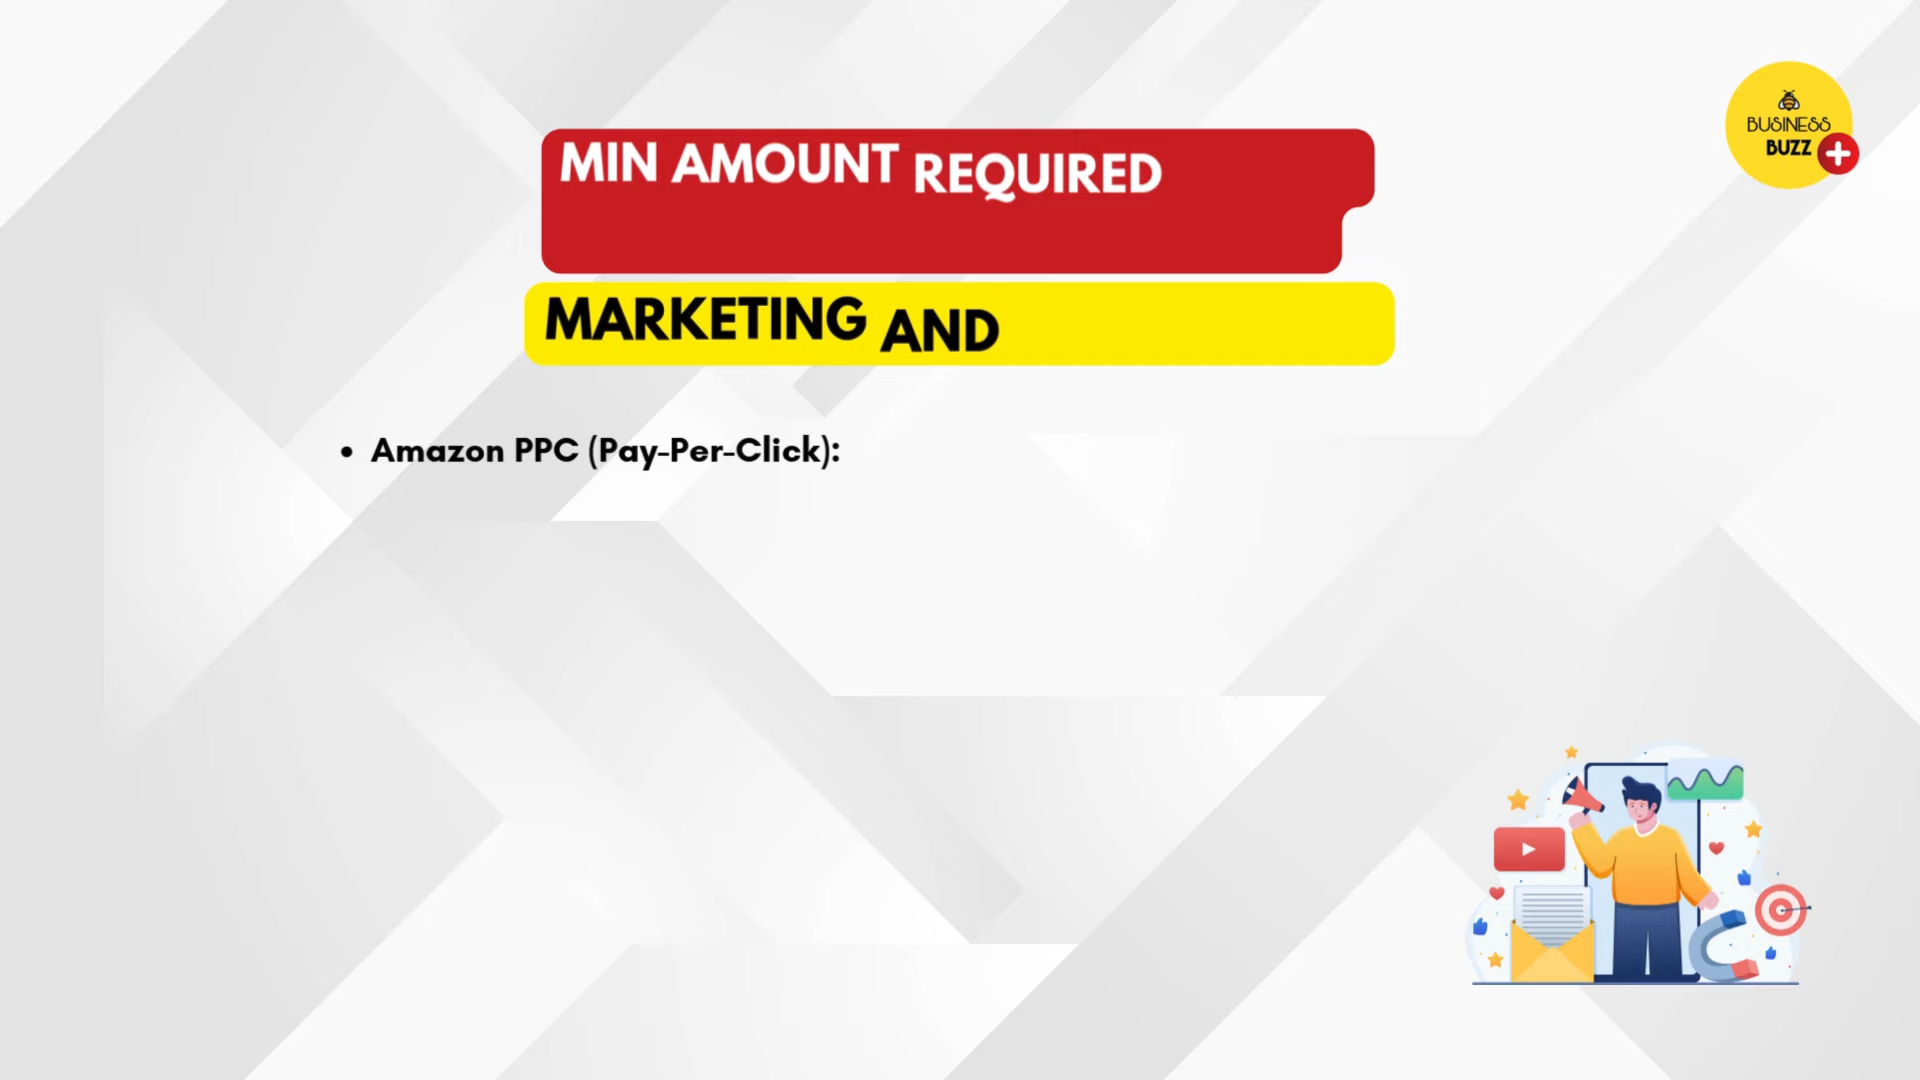 MIN AMOUNT REQUIRED
MARKETING AND
• Amazon PPC (Pay-Per-Click):
BUSINESS
BUZZ